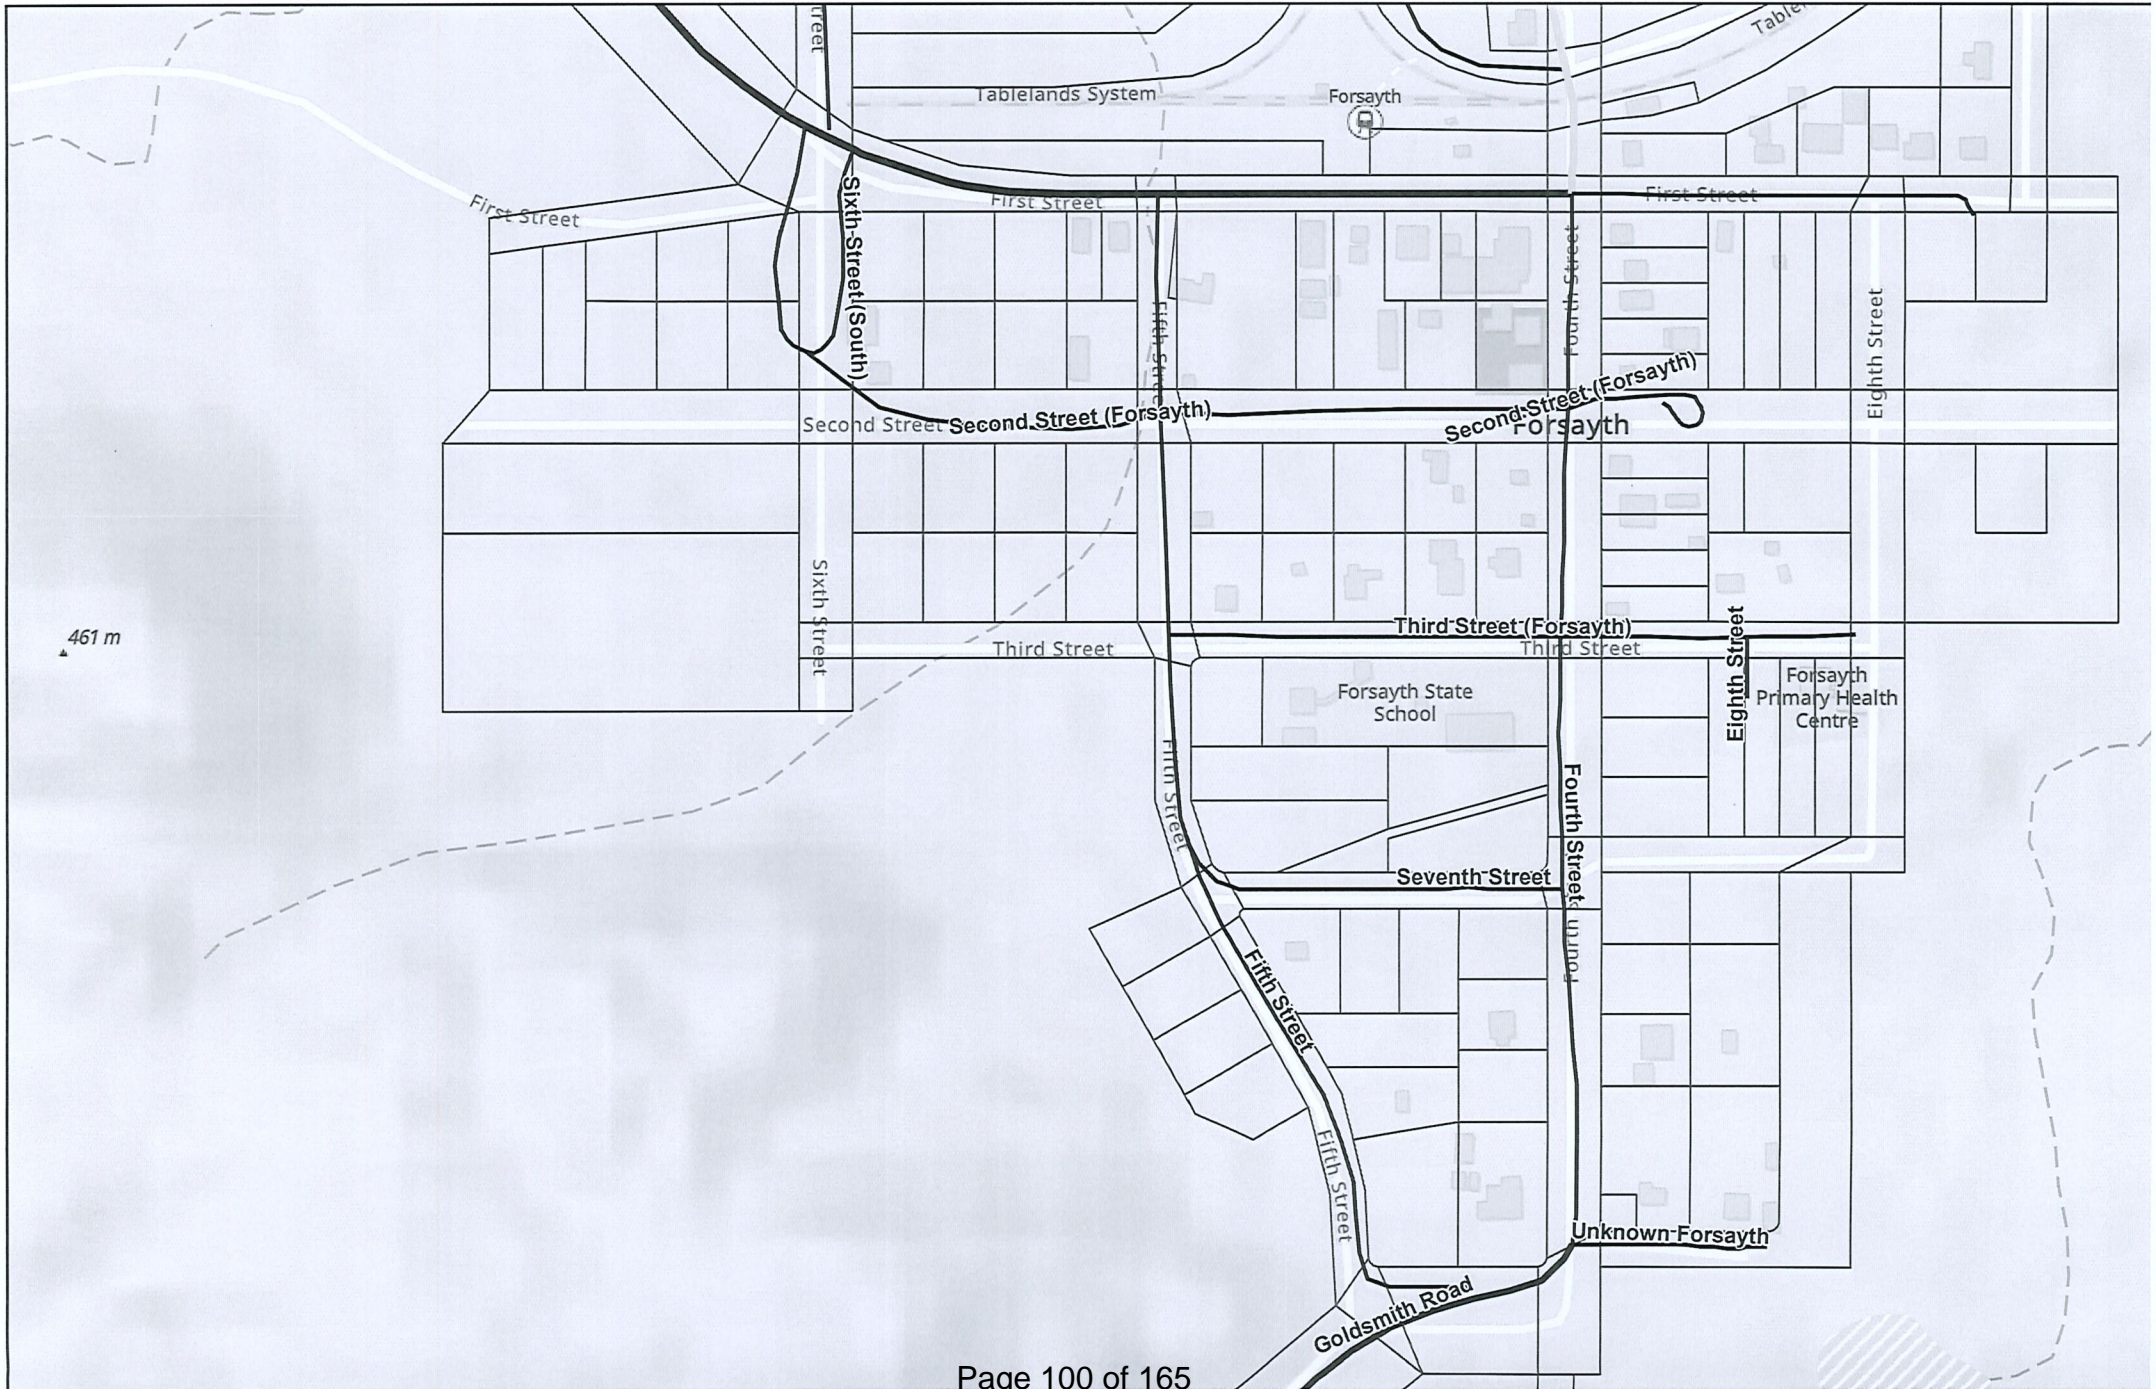 Street
Tablelands System
Forsayth
First Street
First Street
First Street
Sixth Street (South)
Fifth Street
Fourth Street
Eighth Street
Second Street (Forsayth)
Second Street
Second Street (Forsayth)
Forsayth
Sixth Street
461 m
Third Street (Forsayth)
Third Street
Third Street
Eighth Street
Forsayth State
School
Forsayth
Primary Health
Centre
Fifth Street
Fourth Street
Seventh Street
Fifth Street
Fifth Street
Unknown Forsayth
Goldsmith Road
Page 100 of 165